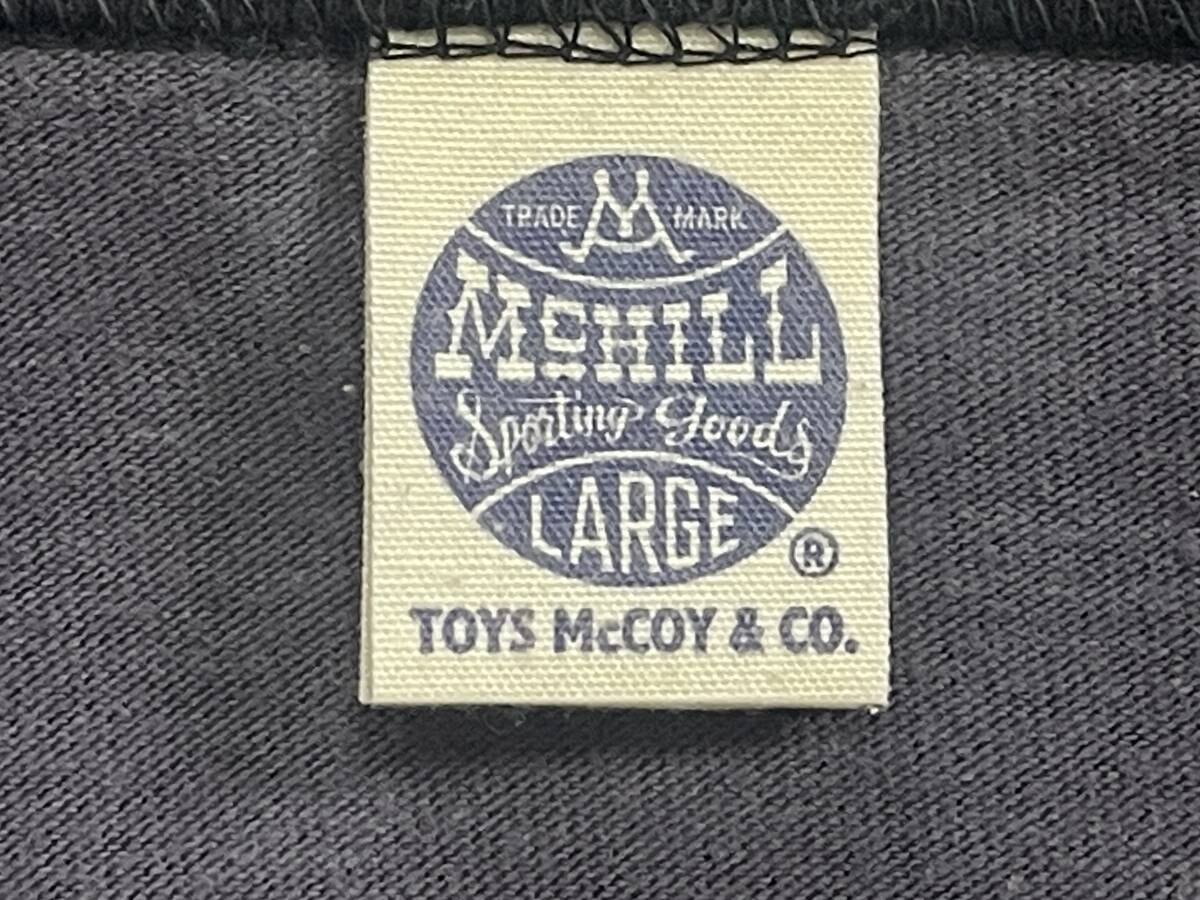 TRADE M MARK
McHILL
Sporting Goods
LARGE
®
TOYS McCOY & CO.